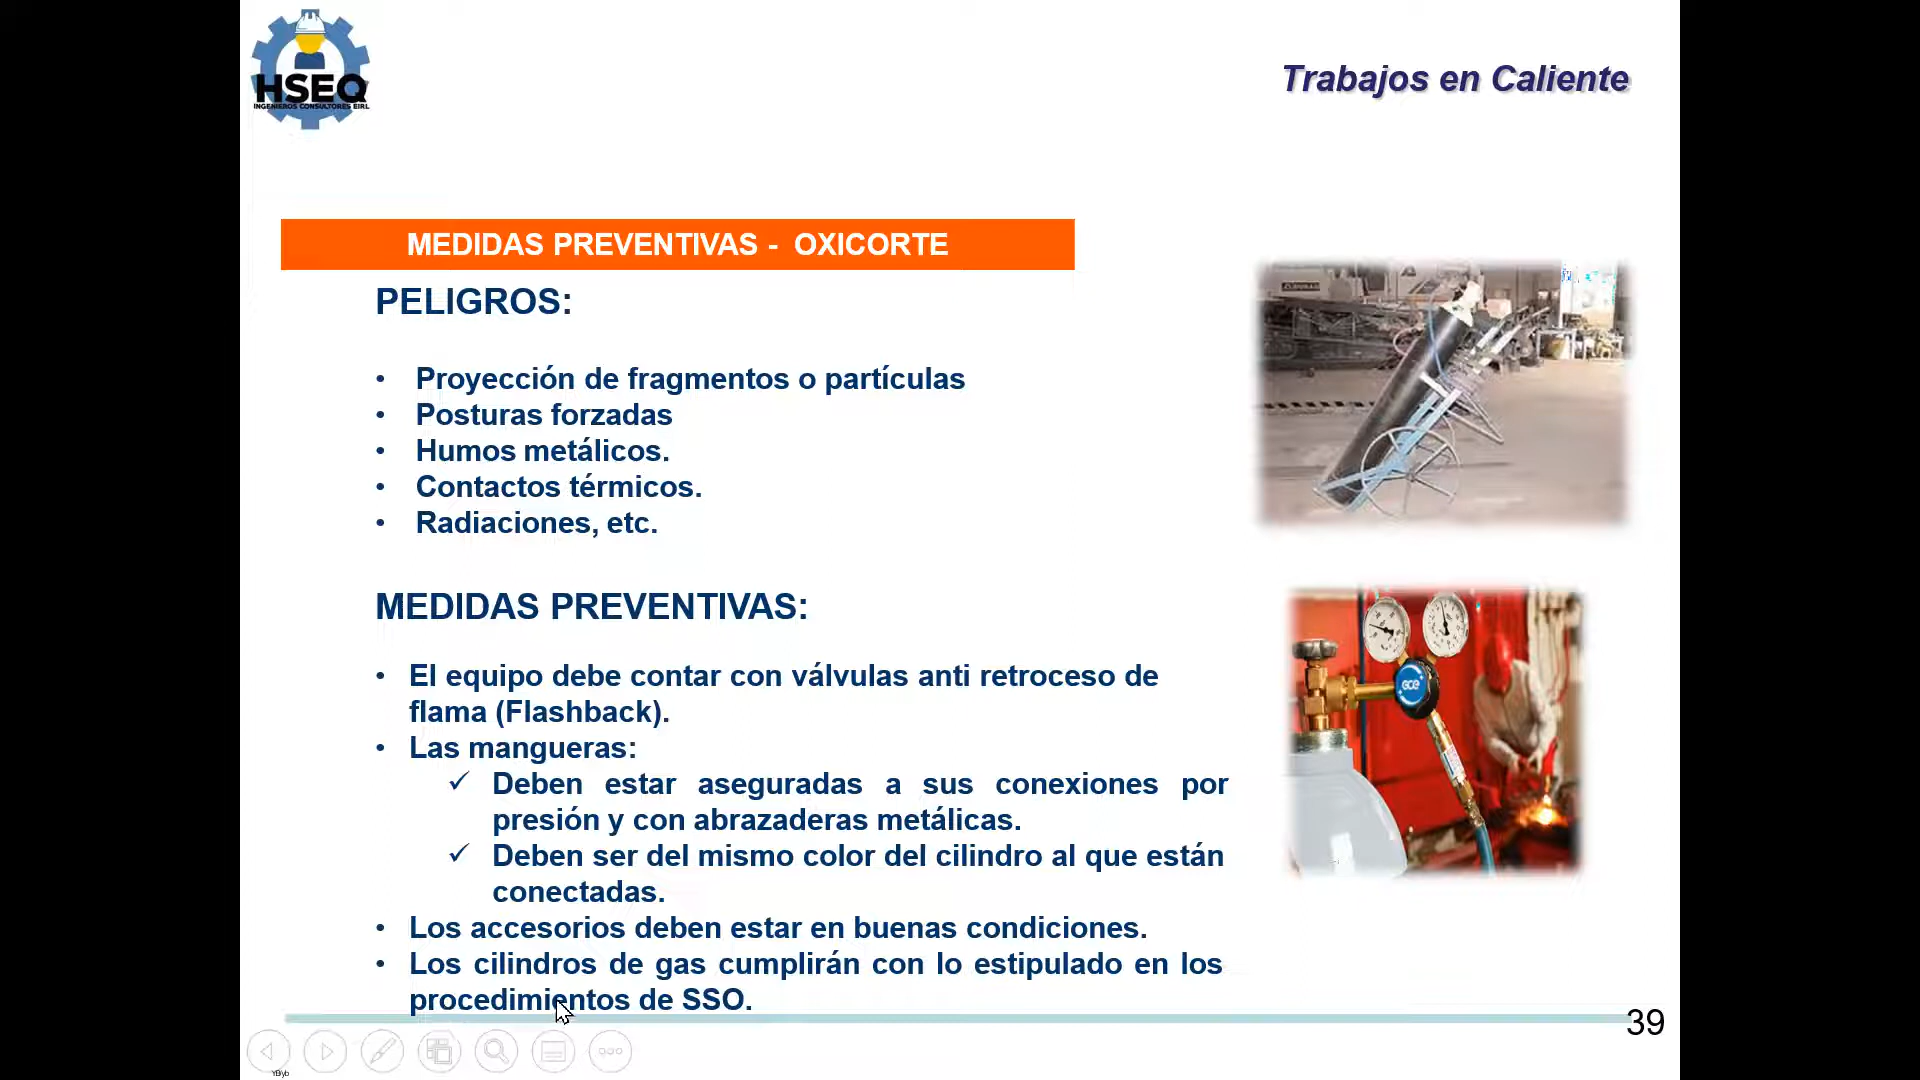 HSEQ
INGENIEROS CONSULTORES EIRL
Trabajos en Caliente
MEDIDAS PREVENTIVAS - OXICORTE
PELIGROS:
• Proyección de fragmentos o partículas
• Posturas forzadas
• Humos metálicos.
• Contactos térmicos.
• Radiaciones, etc.
MEDIDAS PREVENTIVAS:
• El equipo debe contar con válvulas anti retroceso de
flama (Flashback).
• Las mangueras:
✓ Deben estar aseguradas a sus conexiones por
presión y con abrazaderas metálicas.
✓ Deben ser del mismo color del cilindro al que están
conectadas.
• Los accesorios deben estar en buenas condiciones.
• Los cilindros de gas cumplirán con lo estipulado en los
procedimientos de SSO.
gce
39